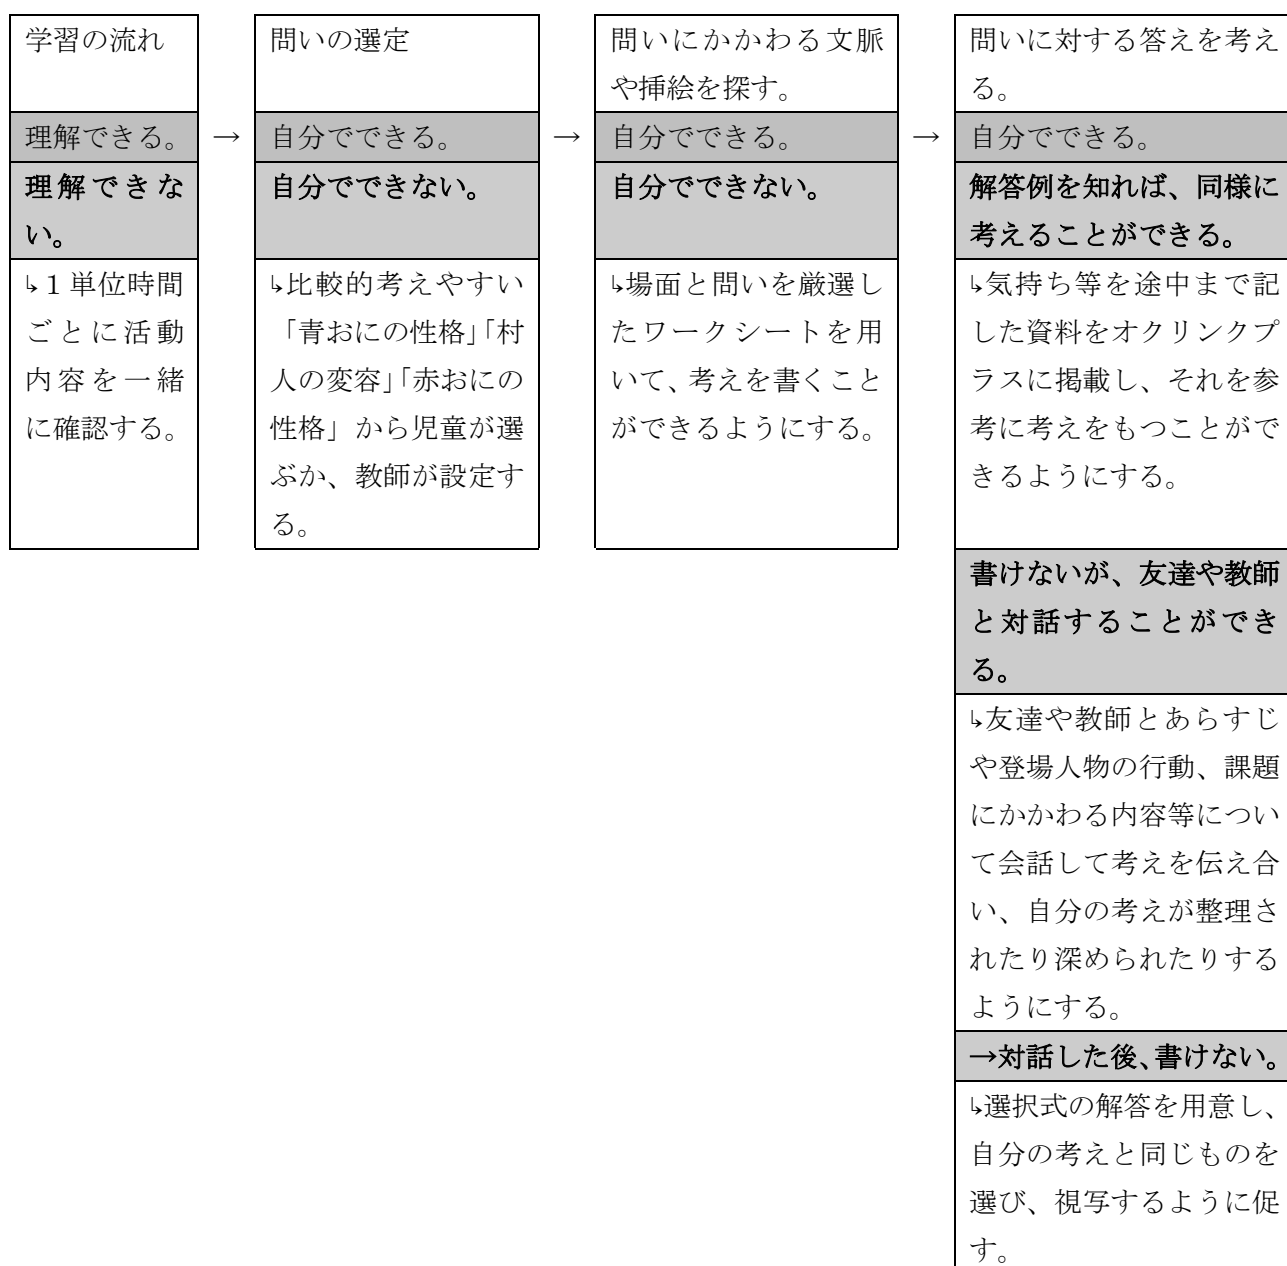 学習の流れ
理解できる。
理解できな
い。
↳１単位時間
ごとに活動
内容を一緒
に確認する。
→
問いの選定
自分でできる。
自分でできない。
↳比較的考えやすい
「青おにの性格」「村
人の変容」「赤おにの
性格」から児童が選
ぶか、教師が設定す
る。
→
問いにかかわる文脈
や挿絵を探す。
自分でできる。
自分でできない。
↳場面と問いを厳選し
たワークシートを用
いて、考えを書くこと
ができるようにする。
→
問いに対する答えを考え
る。
自分でできる。
解答例を知れば、同様に
考えることができる。
↳気持ち等を途中まで記
した資料をオクリンクプ
ラスに掲載し、それを参
考に考えをもつことがで
きるようにする。
書けないが、友達や教師
と対話することができ
る。
↳友達や教師とあらすじ
や登場人物の行動、課題
にかかわる内容等につい
て会話して考えを伝え合
い、自分の考えが整理さ
れたり深められたりする
ようにする。
→対話した後、書けない。
↳選択式の解答を用意し、
自分の考えと同じものを
選び、視写するように促
す。